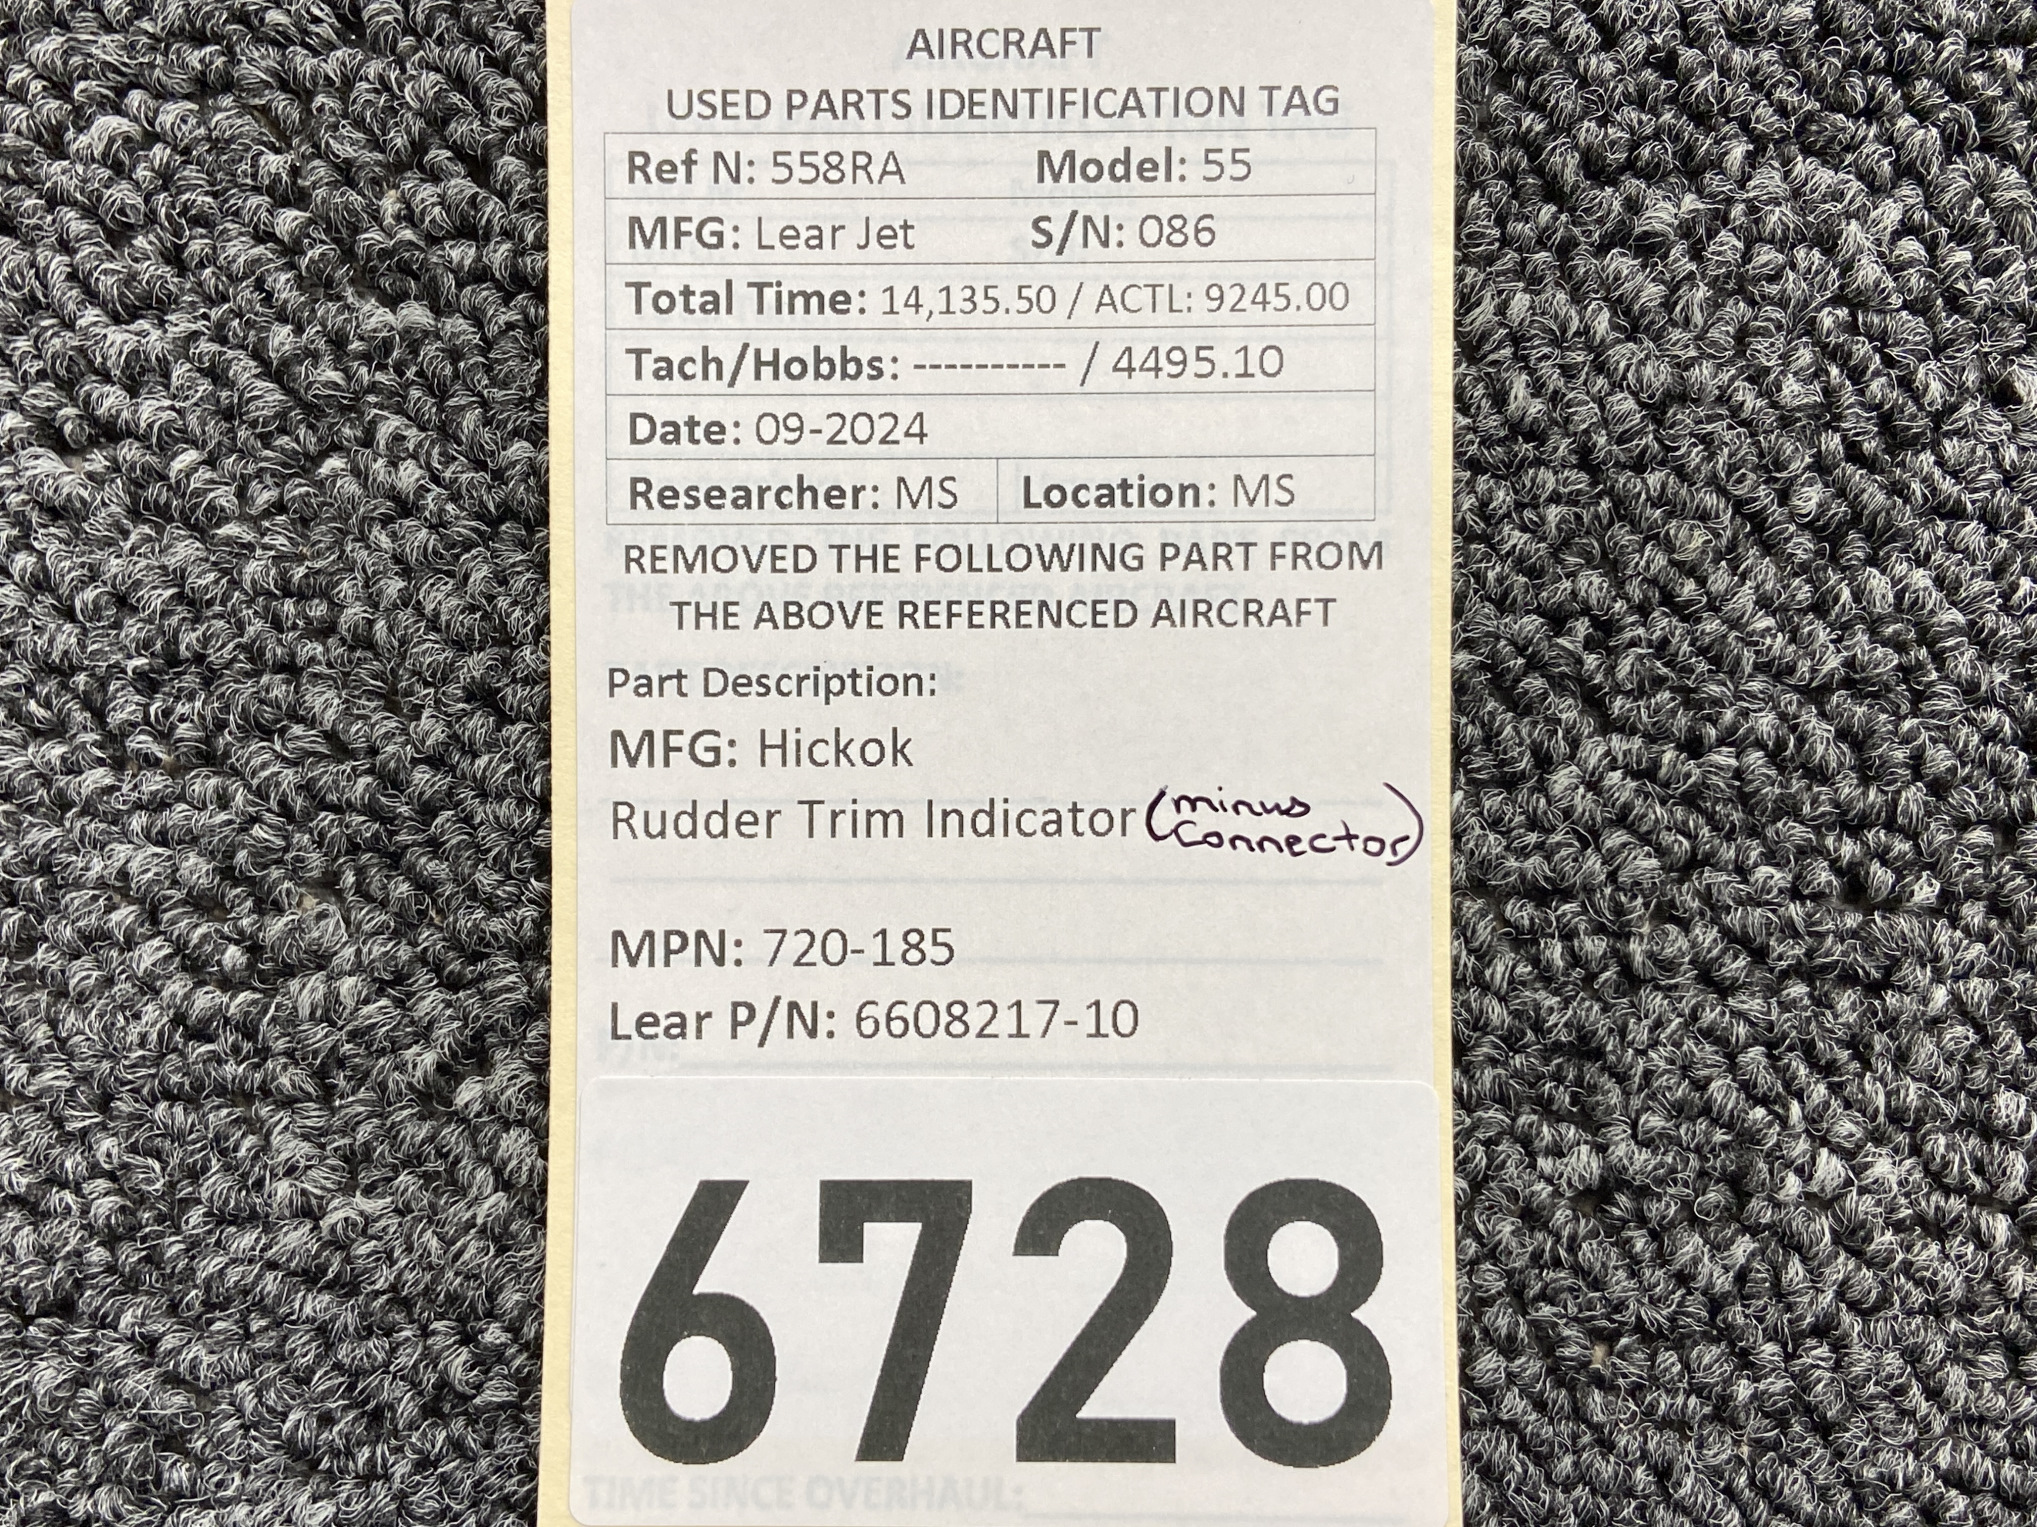 AIRCRAFT
USED PARTS IDENTIFICATION TAG
Ref N: 558RA Model: 55
MFG: Lear Jet S/N: 086
Total Time: 14,135.50 / ACTL: 9245.00
Tach/Hobbs: ---------- / 4495.10
Date: 09-2024
Researcher: MS Location: MS
REMOVED THE FOLLOWING PART FROM
THE ABOVE REFERENCED AIRCRAFT
Part Description:
MFG: Hickok
Rudder Trim Indicator (minus
connector)
MPN: 720-185
Lear P/N: 6608217-10
6728
TIME SINCE OVERHAUL: